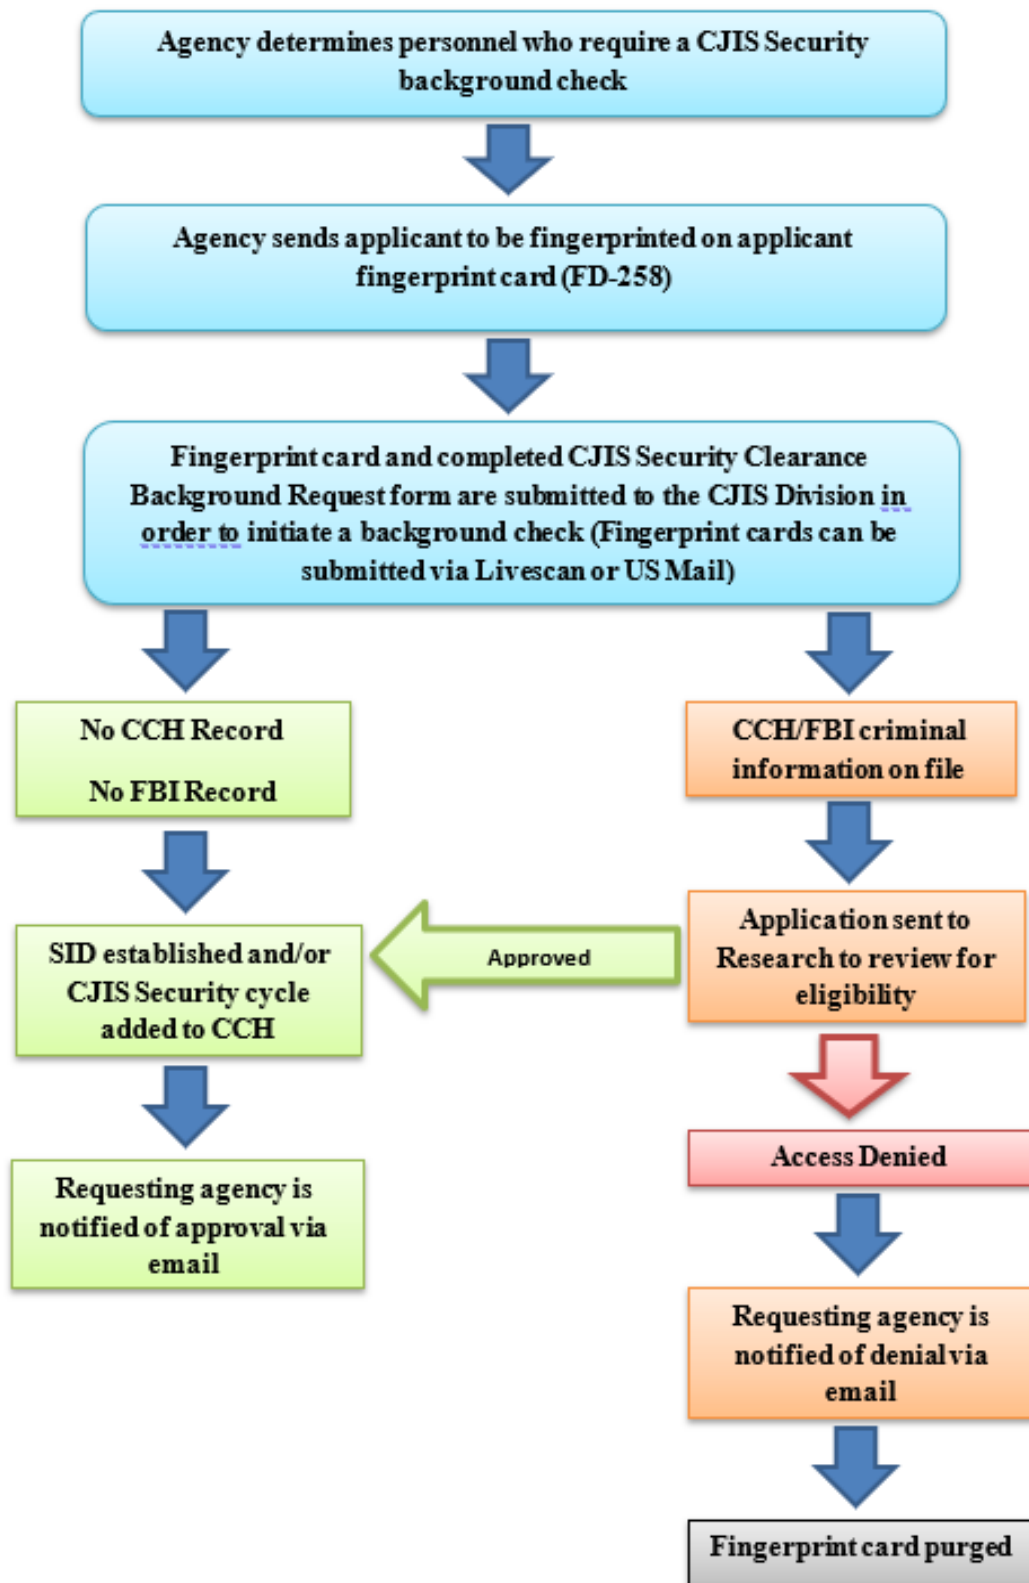 Agency determines personnel who require a CJIS Security
background check
Agency sends applicant to be fingerprinted on applicant
fingerprint card (FD-258)
Fingerprint card and completed CJIS Security Clearance
Background Request form are submitted to the CJIS Division in
order to initiate a background check (Fingerprint cards can be
submitted via Livescan or US Mail)
No CCH Record
No FBI Record
CCH/FBI criminal
information on file
SID established and/or
CJIS Security cycle
added to CCH
Approved
Application sent to
Research to review for
eligibility
Requesting agency is
notified of approval via
email
Access Denied
Requesting agency is
notified of denial via
email
Fingerprint card purged